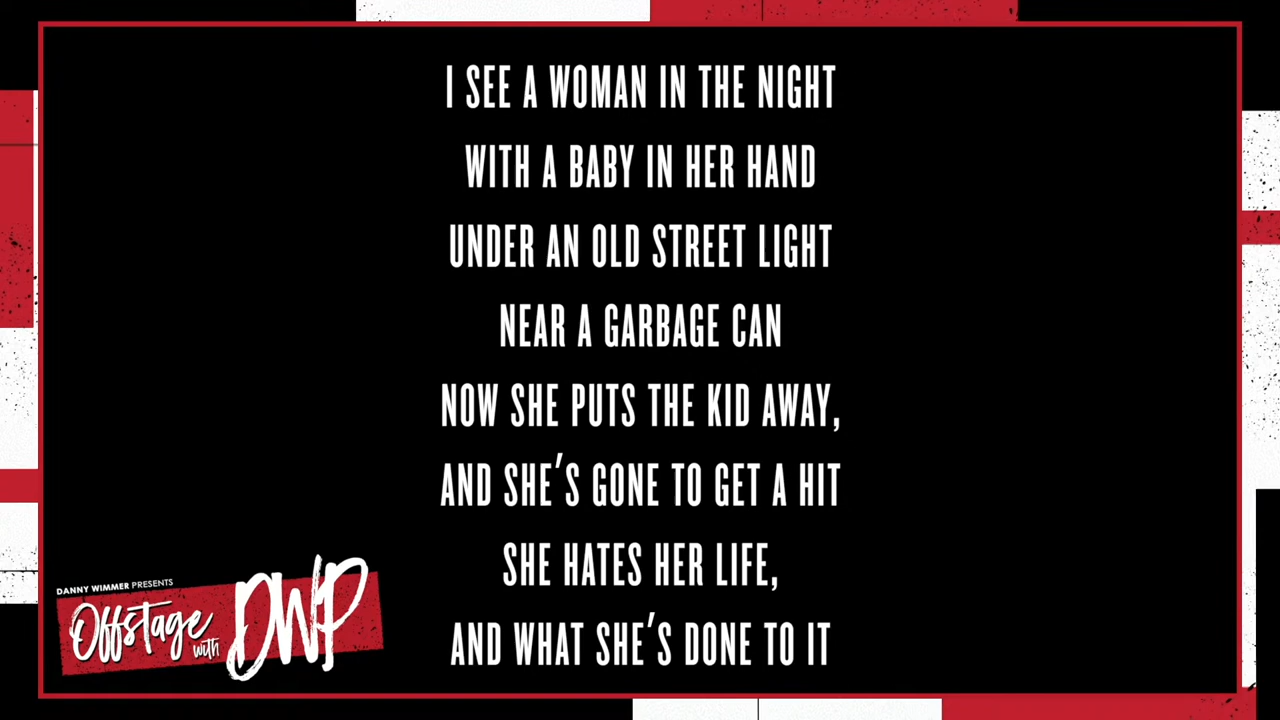 I SEE A WOMAN IN THE NIGHT
WITH A BABY IN HER HAND
UNDER AN OLD STREET LIGHT
NEAR A GARBAGE CAN
NOW SHE PUTS THE KID AWAY,
AND SHE'S GONE TO GET A HIT
SHE HATES HER LIFE,
AND WHAT SHE'S DONE TO IT
DANNY WIMMER PRESENTS
Offstage with DWP